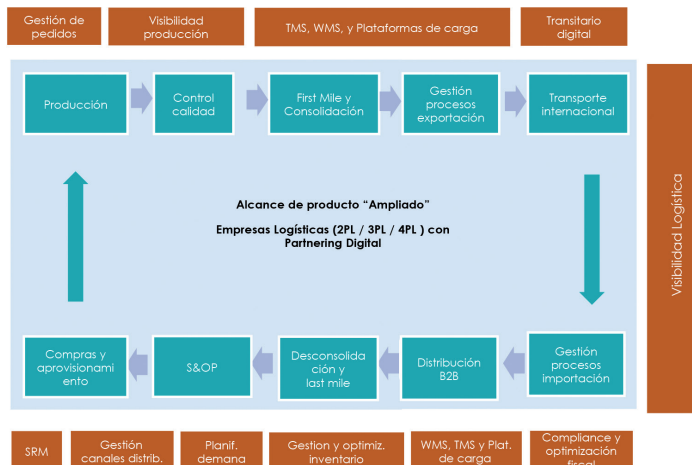 Gestión de
pedidos
Visibilidad
producción
TMS, WMS, y Plataformas de carga
Transitario
digital
Producción
Control
calidad
First Mile y
Consolidación
Gestión
procesos
exportación
Transporte
internacional
Visibilidad Logística
Alcance de producto “Ampliado”
Empresas Logísticas (2PL / 3PL / 4PL ) con
Partnering Digital
Compras y
aprovisionami
ento
S&OP
Desconsolida
ción y
last mile
Distribución
B2B
Gestión
procesos
importación
SRM
Gestión
canales distrib.
Planif.
demana
Gestion y optimiz.
inventario
WMS, TMS y Plat.
de carga
Compliance y
optimización
fiscal